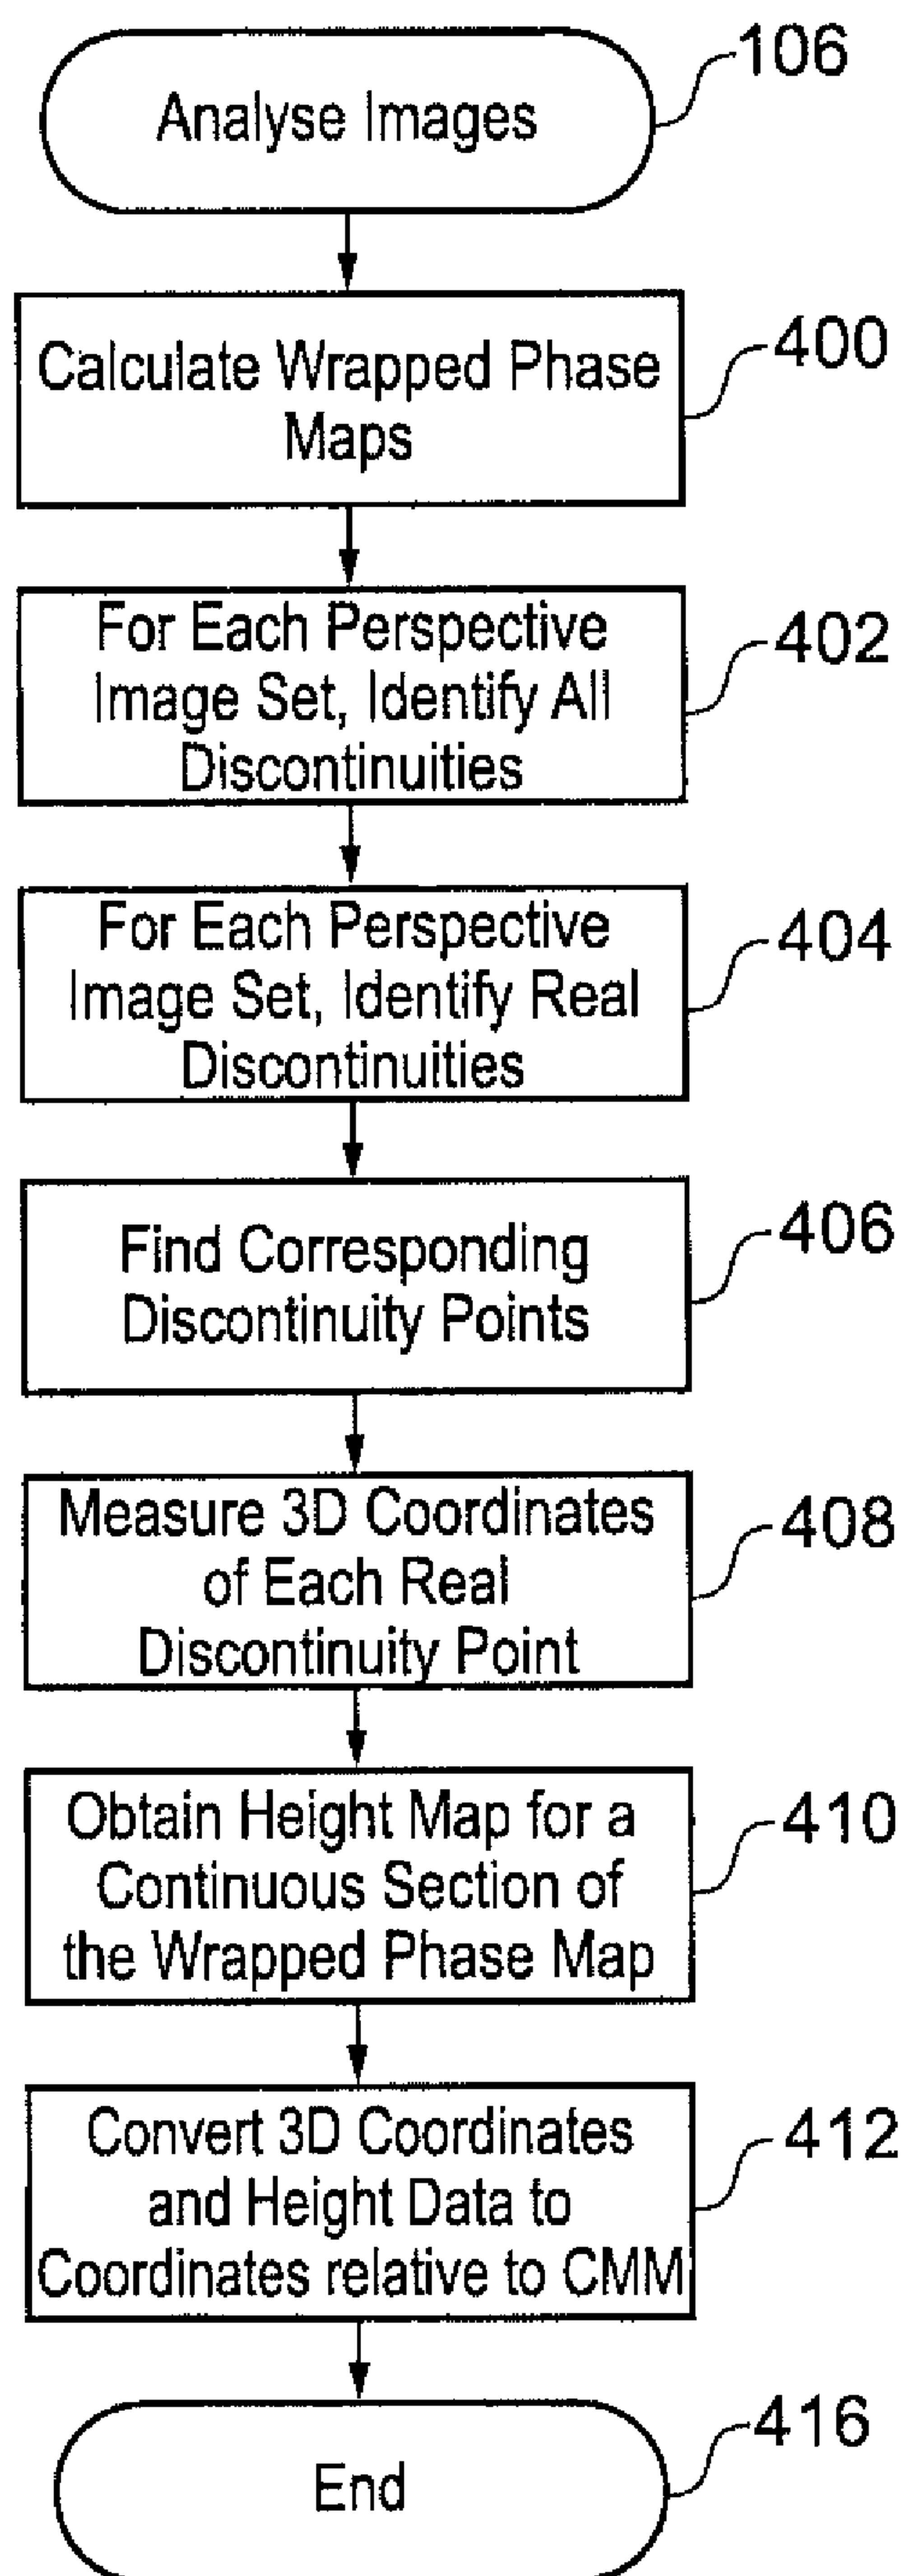 106
Analyse Images
400
Calculate Wrapped Phase
Maps
402
For Each Perspective
Image Set, Identify All
Discontinuities
404
For Each Perspective
Image Set, Identify Real
Discontinuities
406
Find Corresponding
Discontinuity Points
408
Measure 3D Coordinates
of Each Real
Discontinuity Point
410
Obtain Height Map for a
Continuous Section of
the Wrapped Phase Map
412
Convert 3D Coordinates
and Height Data to
Coordinates relative to CMM
416
End